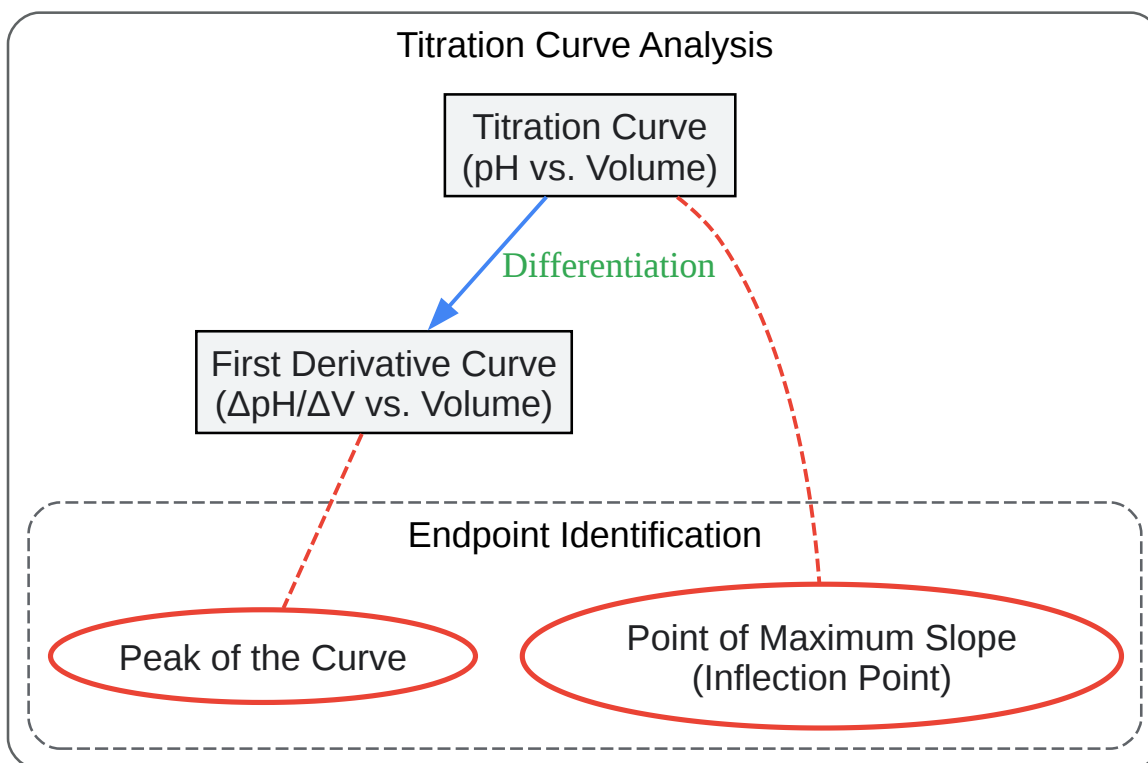 Titration Curve Analysis
Titration Curve
(pH vs. Volume)
Differentiation
First Derivative Curve
(ΔpH/ΔV vs. Volume)
Endpoint Identification
Peak of the Curve
Point of Maximum Slope
(Inflection Point)